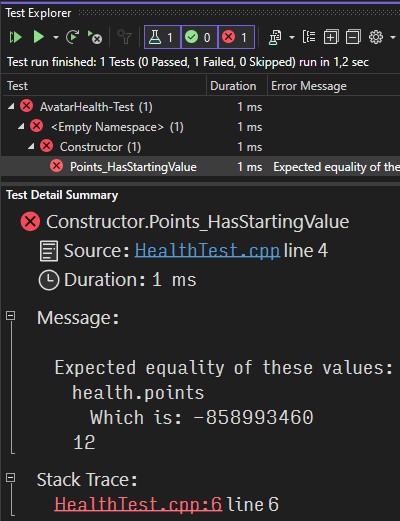 Test Explorer
1 0 1
Test run finished: 1 Tests (0 Passed, 1 Failed, 0 Skipped) run in 1,2 sec
Test Duration Error Message
AvatarHealth-Test (1) 1 ms
<Empty Namespace> (1) 1 ms
Constructor (1) 1 ms
Points_HasStartingValue 1 ms Expected equality of the
Test Detail Summary
Constructor.Points_HasStartingValue
Source: HealthTest.cpp line 4
Duration: 1 ms
Message:
Expected equality of these values:
health.points
Which is: -858993460
12
Stack Trace:
HealthTest.cpp:6 line 6